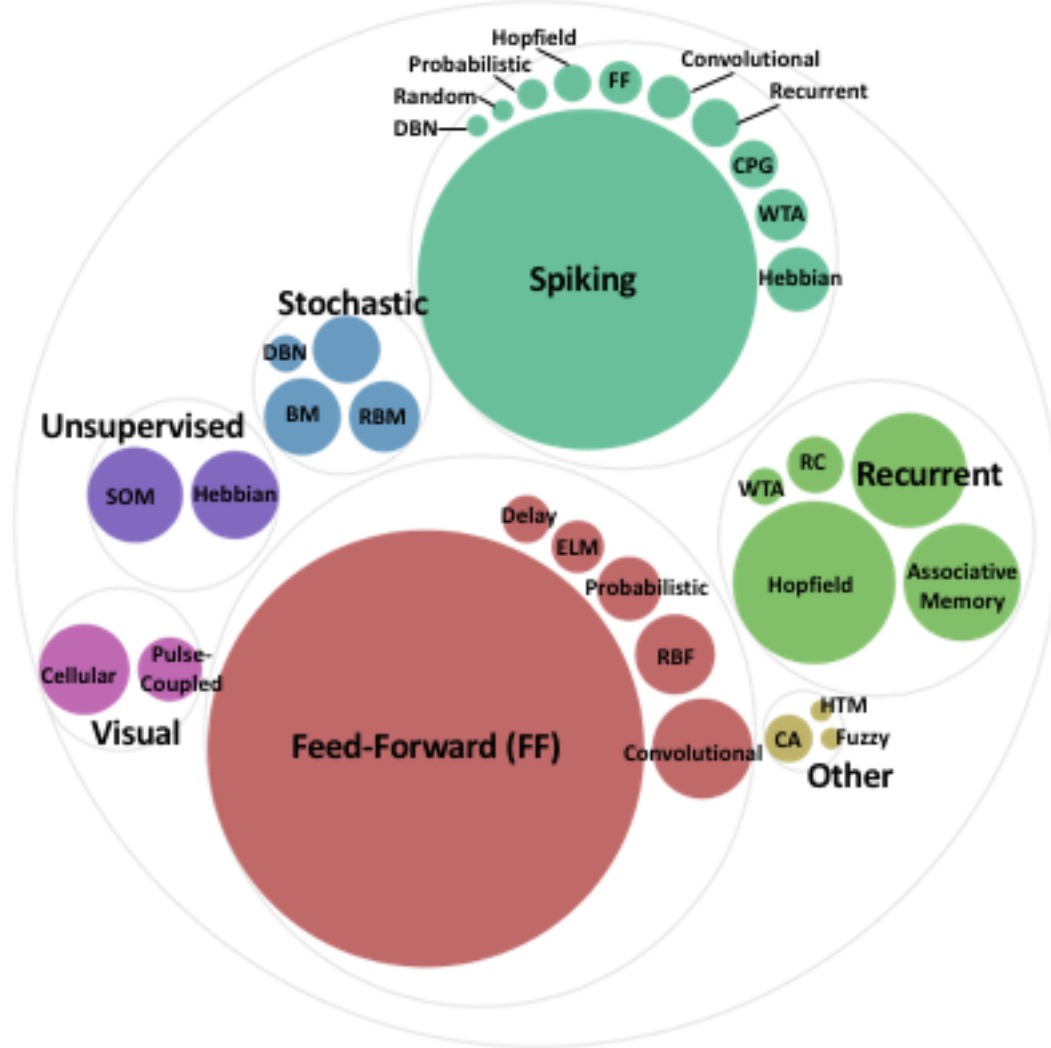 Hopfield
Probabilistic
Random
DBN
FF
Convolutional
Recurrent
CPG
WTA
Hebbian
Spiking
Stochastic
DBN
BM
RBM
Unsupervised
SOM
Hebbian
Recurrent
RC
WTA
Hopfield
Associative
Memory
Delay
ELM
Probabilistic
RBF
Convolutional
Feed-Forward (FF)
Cellular
Pulse-
Coupled
Visual
HTM
CA
Fuzzy
Other